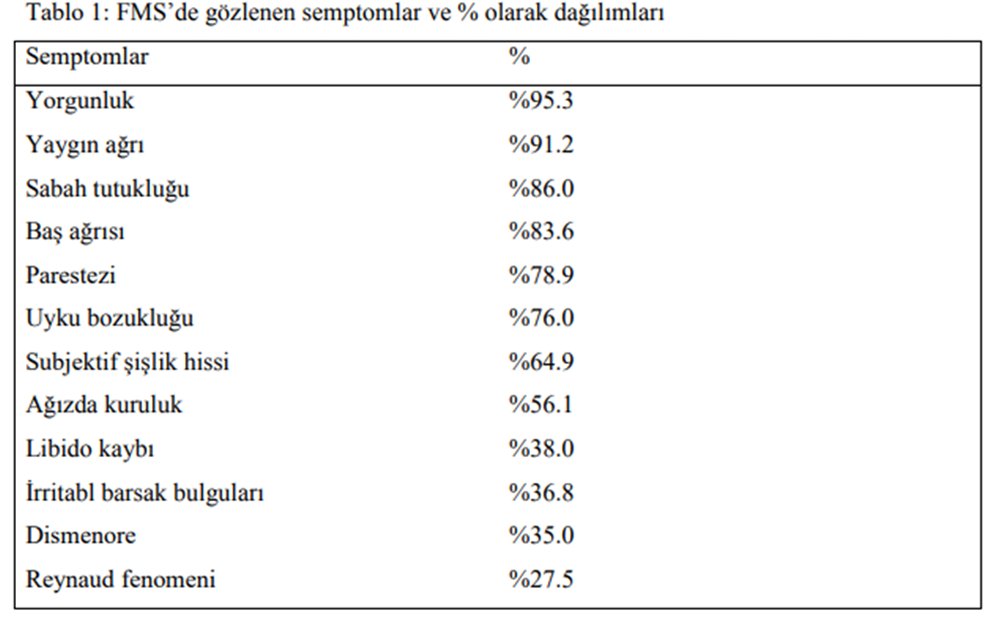 Tablo 1: FMS’de gözlenen semptomlar ve % olarak dağılımları
Semptomlar %
Yorgunluk %95.3
Yaygın ağrı %91.2
Sabah tutukluğu %86.0
Baş ağrısı %83.6
Parestezi %78.9
Uyku bozukluğu %76.0
Subjektif şişlik hissi %64.9
Ağızda kuruluk %56.1
Libido kaybı %38.0
İrritabl barsak bulguları %36.8
Dismenore %35.0
Reynaud fenomeni %27.5